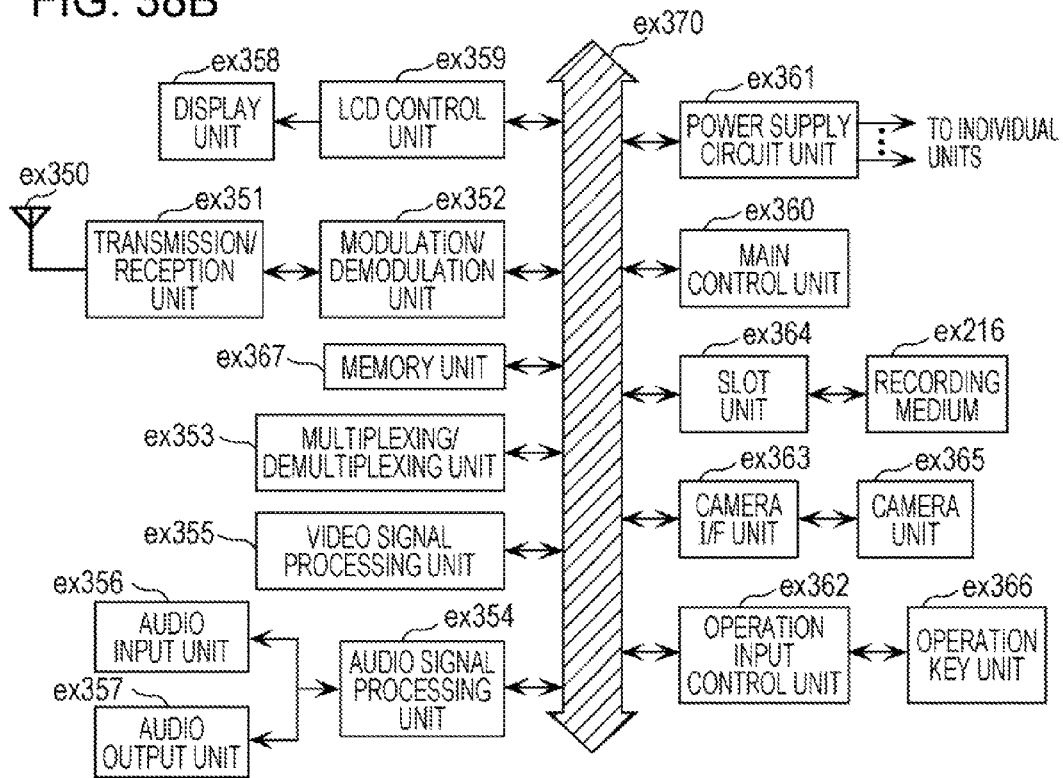 FIG. 38B
ex370
ex358
ex359
ex361
DISPLAY
UNIT
LCD CONTROL
UNIT
POWER SUPPLY
CIRCUIT UNIT
TO INDIVIDUAL
UNITS
ex350
ex351
ex352
ex360
TRANSMISSION/
RECEPTION
UNIT
MODULATION/
DEMODULATION
UNIT
MAIN
CONTROL UNIT
ex367
MEMORY UNIT
ex364
ex216
SLOT
UNIT
RECORDING
MEDIUM
ex353
MULTIPLEXING/
DEMULTIPLEXING UNIT
ex363
ex365
CAMERA
I/F UNIT
CAMERA
UNIT
ex355
VIDEO SIGNAL
PROCESSING UNIT
ex356
AUDIO
INPUT UNIT
ex354
AUDIO SIGNAL
PROCESSING
UNIT
ex362
ex366
OPERATION
INPUT
CONTROL UNIT
OPERATION
KEY UNIT
ex357
AUDIO
OUTPUT UNIT